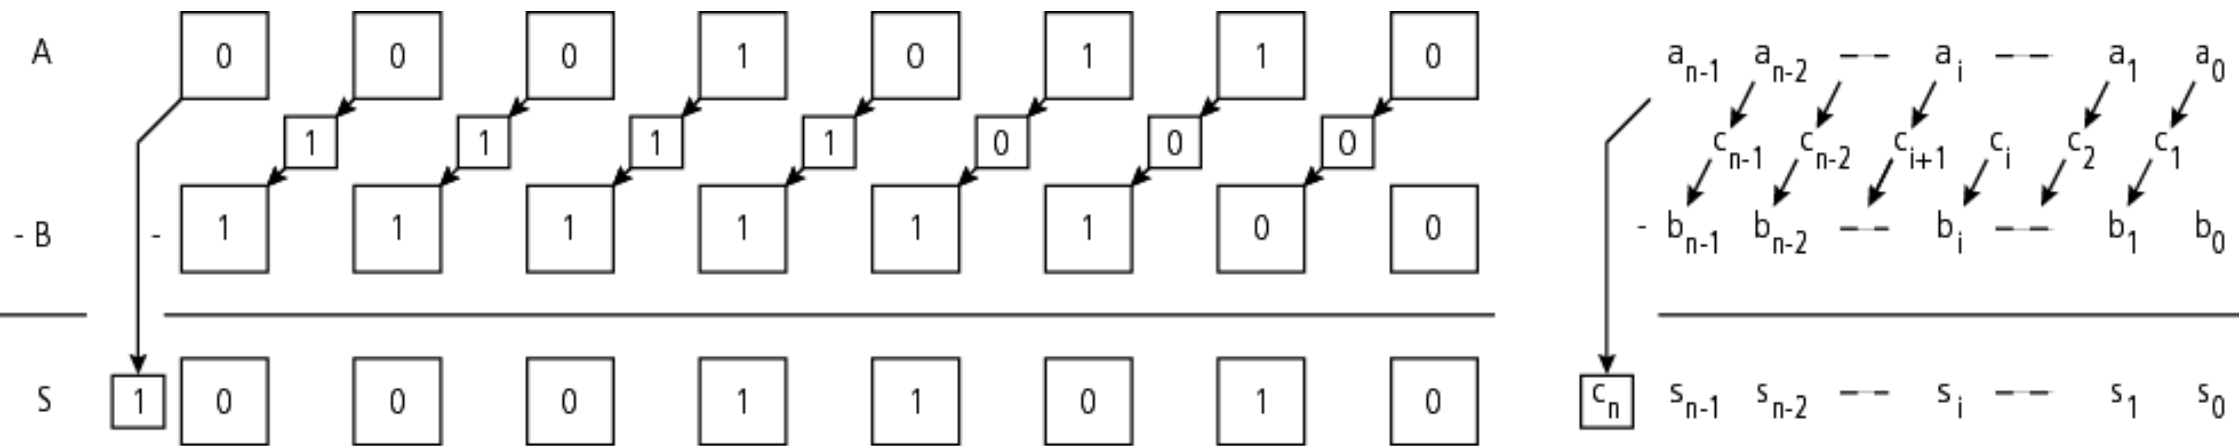 A 0 0 0 1 0 1 1 0 a_{n-1} a_{n-2} — — a_i — — a_1 a_0
1 1 1 1 0 0 0 c_{n-1} c_{n-2} c_{i+1} c_i c_2 c_1
- B - 1 1 1 1 1 1 0 0 - b_{n-1} b_{n-2} — — b_i — — b_1 b_0
S 1 0 0 0 1 1 0 1 0 c_n s_{n-1} s_{n-2} — — s_i — — s_1 s_0